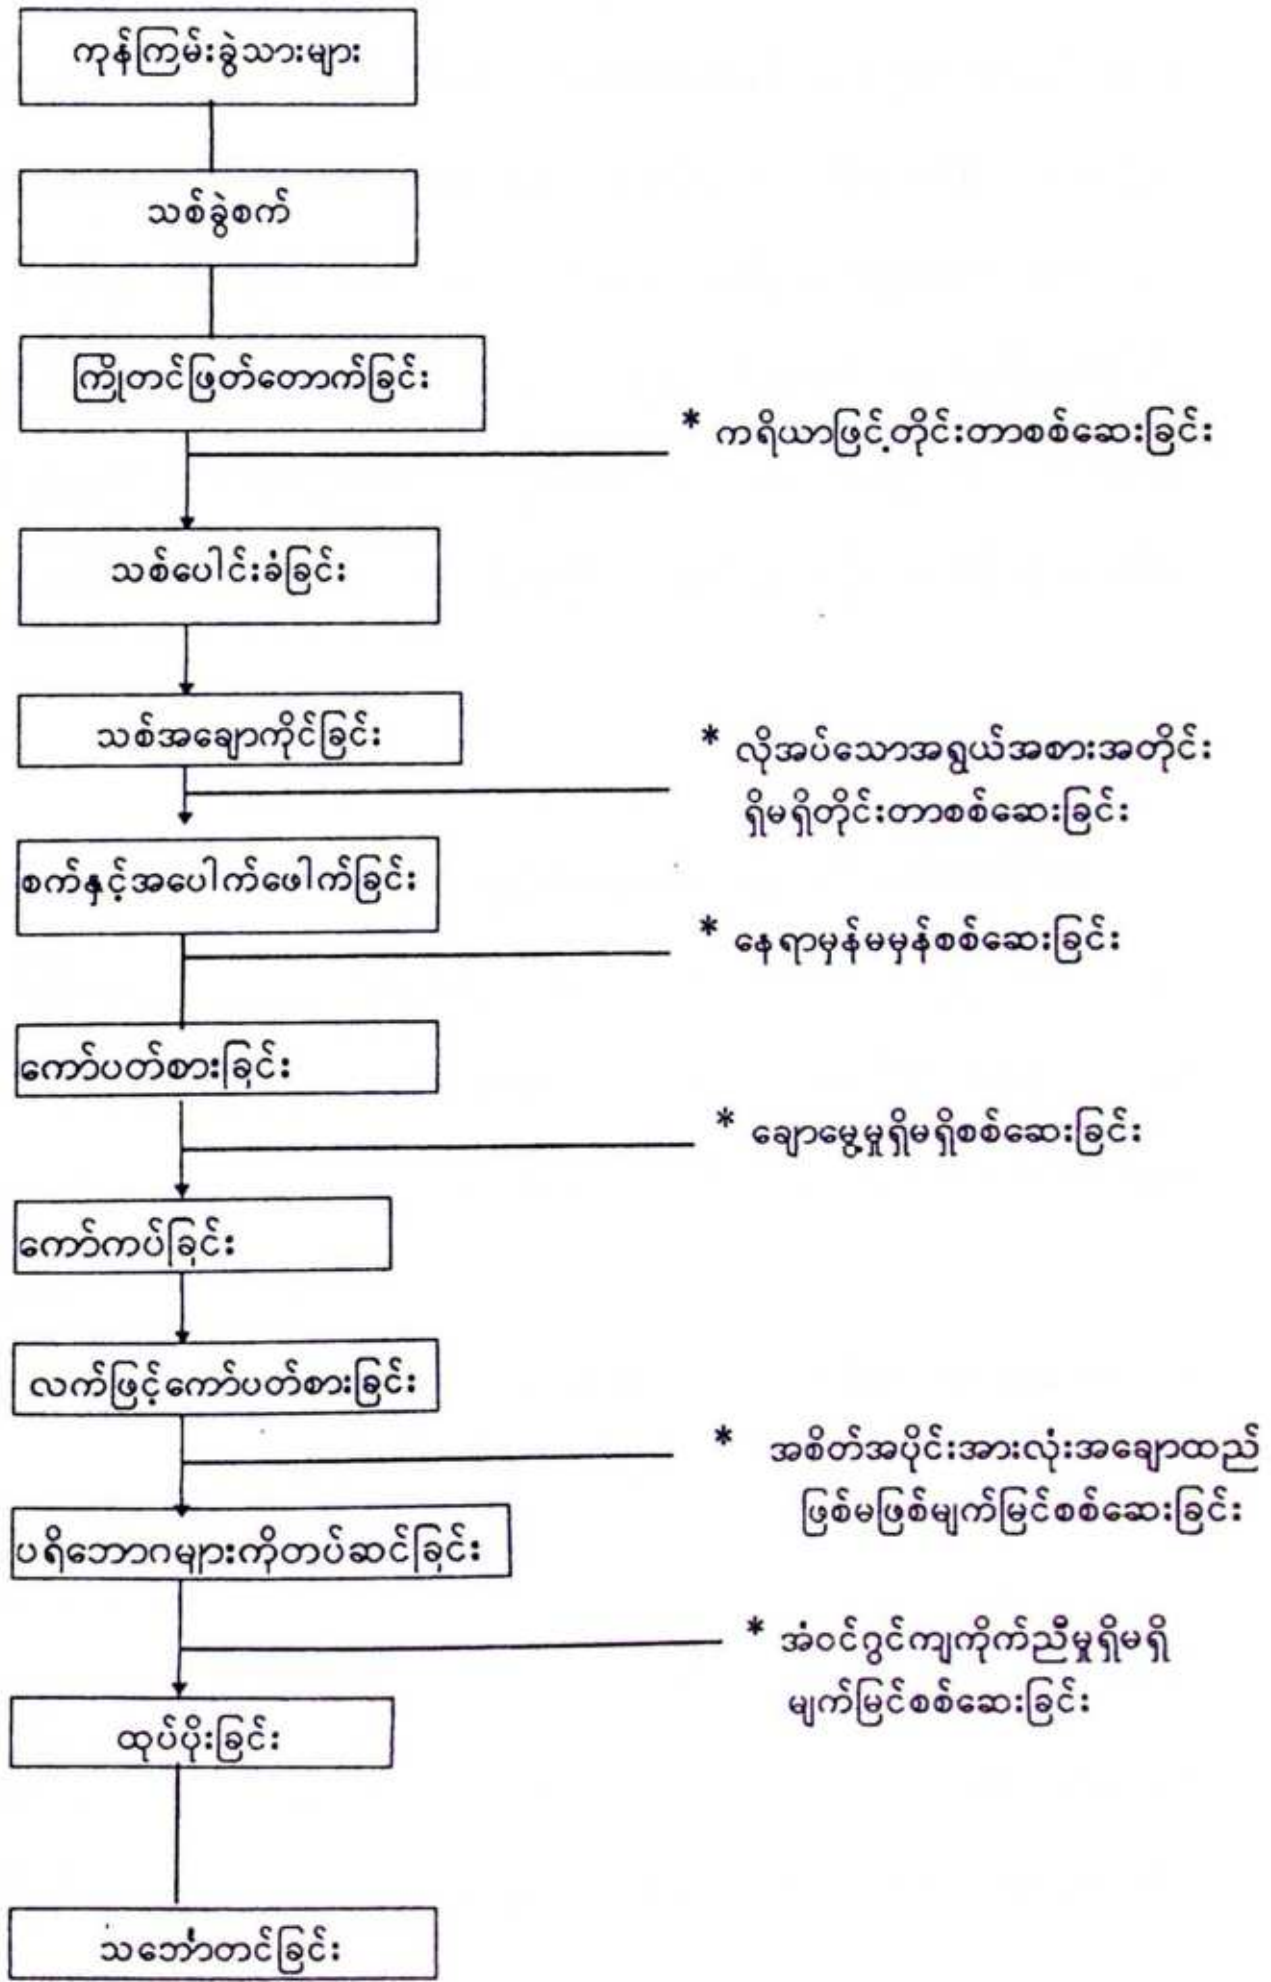 ကုန်ကြမ်းခွဲသားများ
သစ်ခွဲစက်
ကြိုတင်ဖြတ်တောက်ခြင်း
* ကရိယာဖြင့်တိုင်းတာစစ်ဆေးခြင်း
သစ်ပေါင်းခံခြင်း
သစ်အချောကိုင်ခြင်း
* လိုအပ်သောအရွယ်အစားအတိုင်း
ရှိမရှိတိုင်းတာစစ်ဆေးခြင်း
စက်နှင့်အပေါက်ဖေါက်ခြင်း
* နေရာမှန်မမှန်စစ်ဆေးခြင်း
ကော်ပတ်စားခြင်း
* ချောမွေ့မှုရှိမရှိစစ်ဆေးခြင်း
ကော်ကပ်ခြင်း
လက်ဖြင့်ကော်ပတ်စားခြင်း
* အစိတ်အပိုင်းအားလုံးအချောထည်
ဖြစ်မဖြစ်မျက်မြင်စစ်ဆေးခြင်း
ပရိဘောဂများကိုတပ်ဆင်ခြင်း
* အံဝင်ဂွင်ကျကိုက်ညီမှုရှိမရှိ
မျက်မြင်စစ်ဆေးခြင်း
ထုပ်ပိုးခြင်း
သင်္ဘောတင်ခြင်း